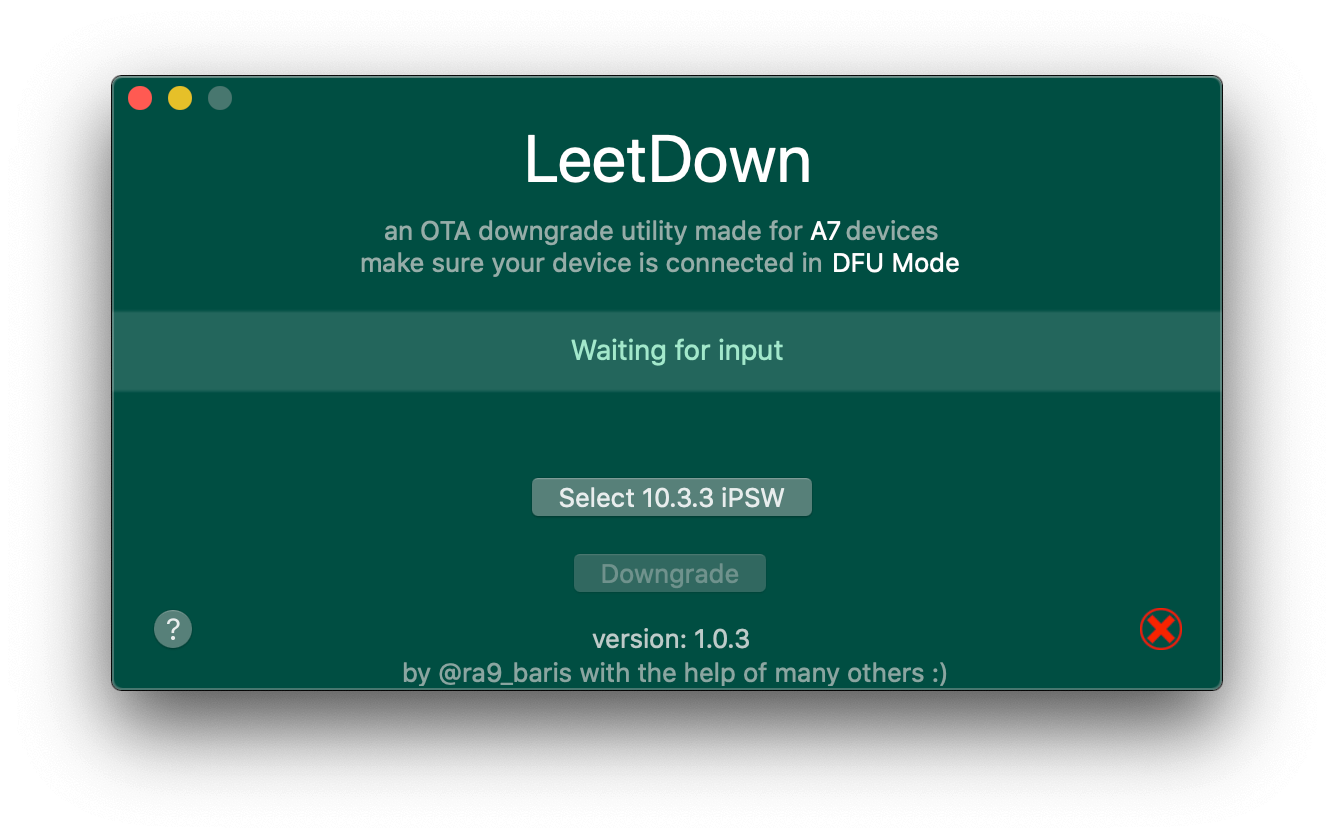 LeetDown
an OTA downgrade utility made for A7 devices
make sure your device is connected in DFU Mode
Waiting for input
Select 10.3.3 iPSW
Downgrade
?
version: 1.0.3
by @ra9_baris with the help of many others :)